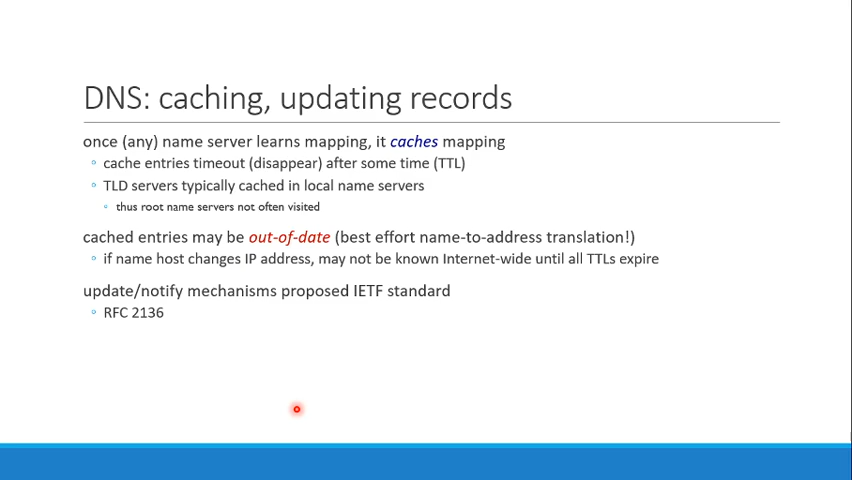 DNS: caching, updating records
once (any) name server learns mapping, it caches mapping
cache entries timeout (disappear) after some time (TTL)
TLD servers typically cached in local name servers
thus root name servers not often visited
cached entries may be out-of-date (best effort name-to-address translation!)
if name host changes IP address, may not be known Internet-wide until all TTLs expire
update/notify mechanisms proposed IETF standard
RFC 2136